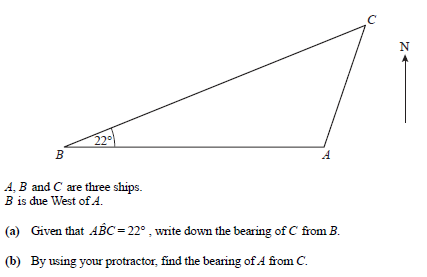 C
N
22°
B
A
A, B and C are three ships.
B is due West of A.
(a) Given that AB̂C = 22° , write down the bearing of C from B.
(b) By using your protractor, find the bearing of A from C.